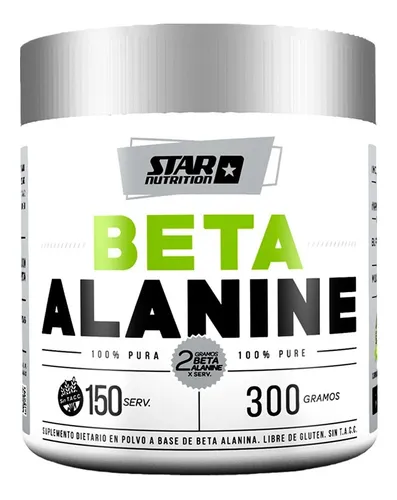 STAR
NUTRITION
BETA
ALANINE
100% PURA
2 GRAMOS
BETA
ALANINE
X SERV.
100% PURE
Sin T.A.C.C.
150 SERV.
300 GRAMOS
SUPLEMENTO DIETARIO EN POLVO A BASE DE BETA ALANINA. LIBRE DE GLUTEN. SIN T.A.C.C.